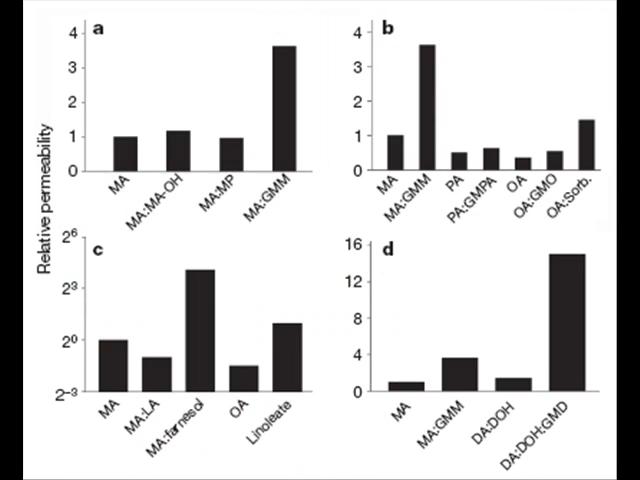 a
4
3
2
1
0
MA
MA:MA-OH
MA:MP
MA:GMM
b
4
3
2
1
0
MA
MA:GMM
PA
PA:GMPA
OA
OA:GMO
OA:Sorb.
Relative permeability
c
2⁶
2³
2⁰
2⁻³
MA
MA:LA
MA:farnesol
OA
Linoleate
d
16
12
8
4
0
MA
MA:GMM
DA:DOH
DA:DOH:GMD